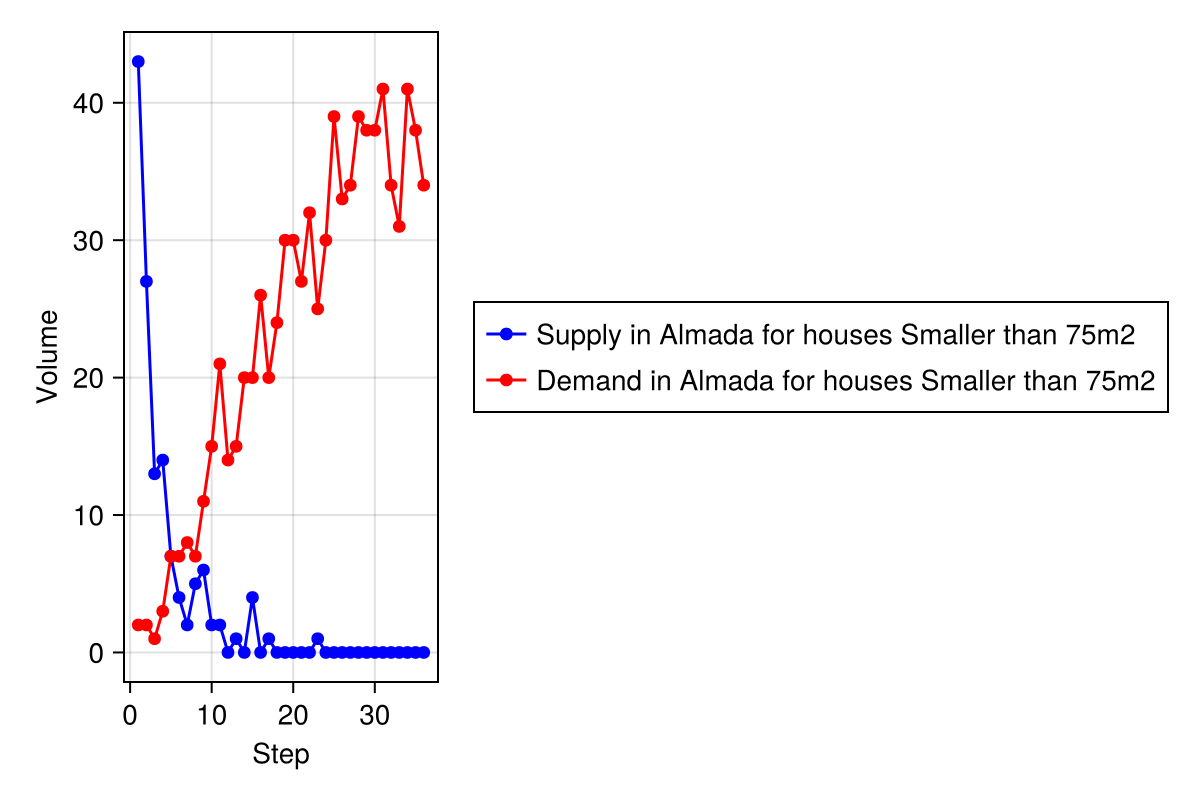 Volume
40
30
20
10
0
0 10 20 30
Step
Supply in Almada for houses Smaller than 75m2
Demand in Almada for houses Smaller than 75m2